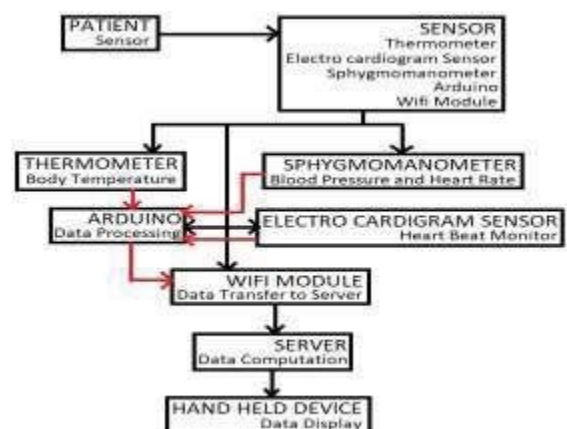 PATIENT
Sensor
SENSOR
Thermometer
Electro cardiogram Sensor
Sphygmomanometer
Arduino
Wifi Module
THERMOMETER
Body Temperature
SPHYGMOMANOMETER
Blood Pressure and Heart Rate
ARDUINO
Data Processing
ELECTRO CARDIGRAM SENSOR
Heart Beat Monitor
WIFI MODULE
Data Transfer to Server
SERVER
Data Computation
HAND HELD DEVICE
Data Display